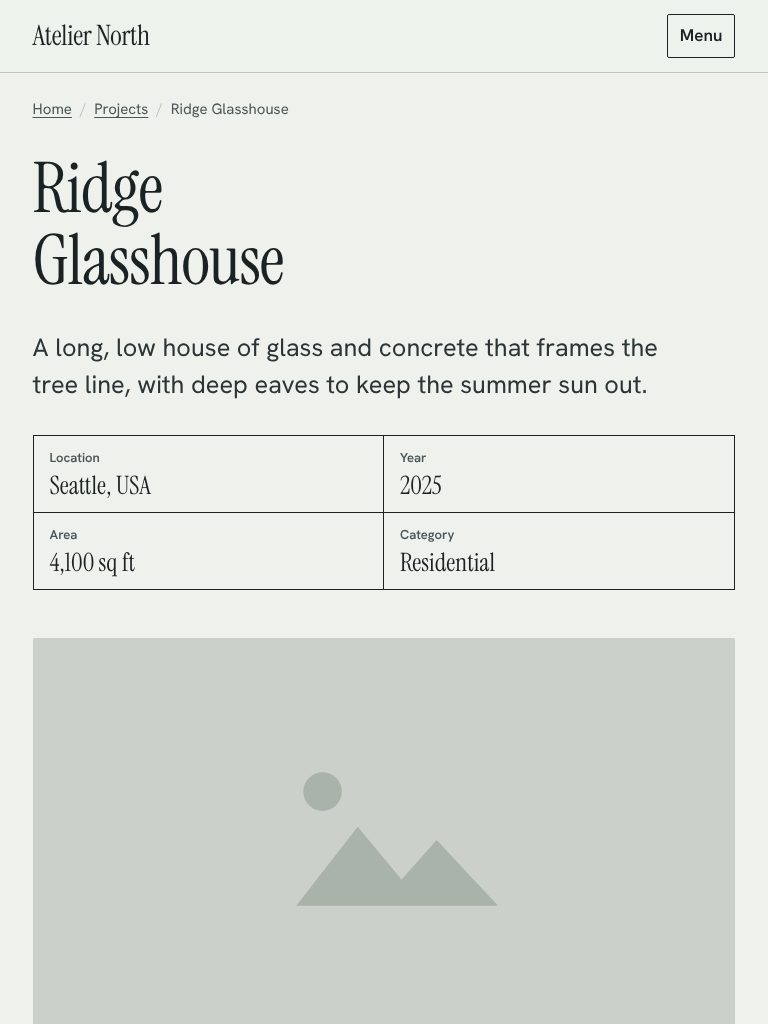 Atelier North
Menu
Home / Projects / Ridge Glasshouse
Ridge
Glasshouse
A long, low house of glass and concrete that frames the
tree line, with deep eaves to keep the summer sun out.
Location
Seattle, USA
Year
2025
Area
4,100 sq ft
Category
Residential